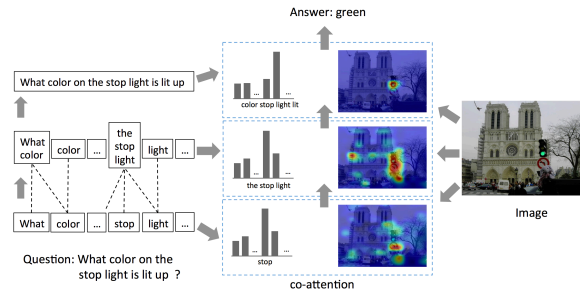 Answer: green
What color on the stop light is lit up
... ...
color stop light lit
What color
color
...
the stop light
light
...
... ...
the stop light
What
color
...
stop
light
...
... ...
stop
Image
Question: What color on the
stop light is lit up ?
co-attention